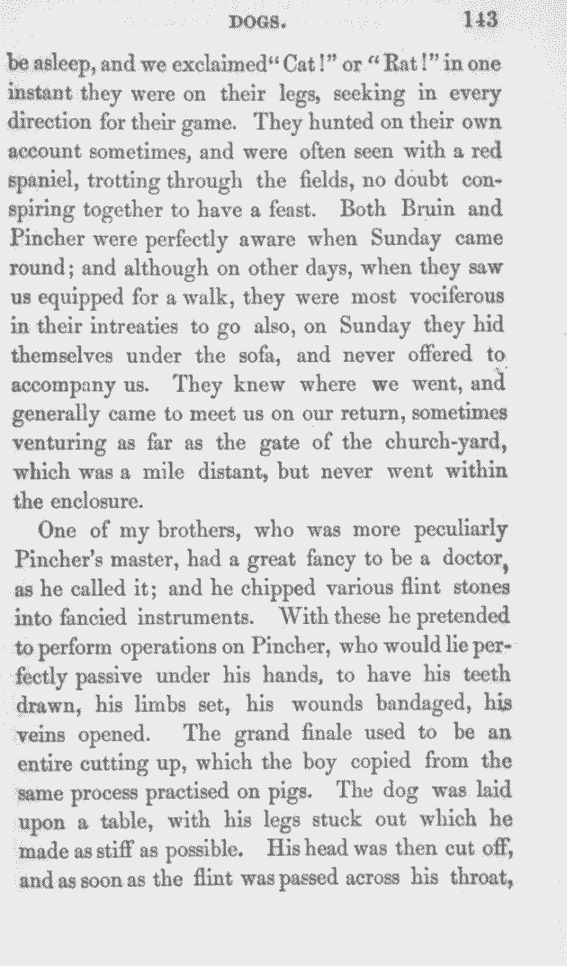 DOGS. 143
be asleep, and we exclaimed "Cat!" or "Rat!" in one
instant they were on their legs, seeking in every
direction for their game. They hunted on their own
account sometimes, and were often seen with a red
spaniel, trotting through the fields, no doubt con-
spiring together to have a feast. Both Bruin and
Pincher were perfectly aware when Sunday came
round; and although on other days, when they saw
us equipped for a walk, they were most vociferous
in their intreaties to go also, on Sunday they hid
themselves under the sofa, and never offered to
accompany us. They knew where we went, and
generally came to meet us on our return, sometimes
venturing as far as the gate of the church-yard,
which was a mile distant, but never went within
the enclosure.
One of my brothers, who was more peculiarly
Pincher's master, had a great fancy to be a doctor,
as he called it; and he chipped various flint stones
into fancied instruments. With these he pretended
to perform operations on Pincher, who would lie per-
fectly passive under his hands, to have his teeth
drawn, his limbs set, his wounds bandaged, his
veins opened. The grand finale used to be an
entire cutting up, which the boy copied from the
same process practised on pigs. The dog was laid
upon a table, with his legs stuck out which he
made as stiff as possible. His head was then cut off,
and as soon as the flint was passed across his throat,